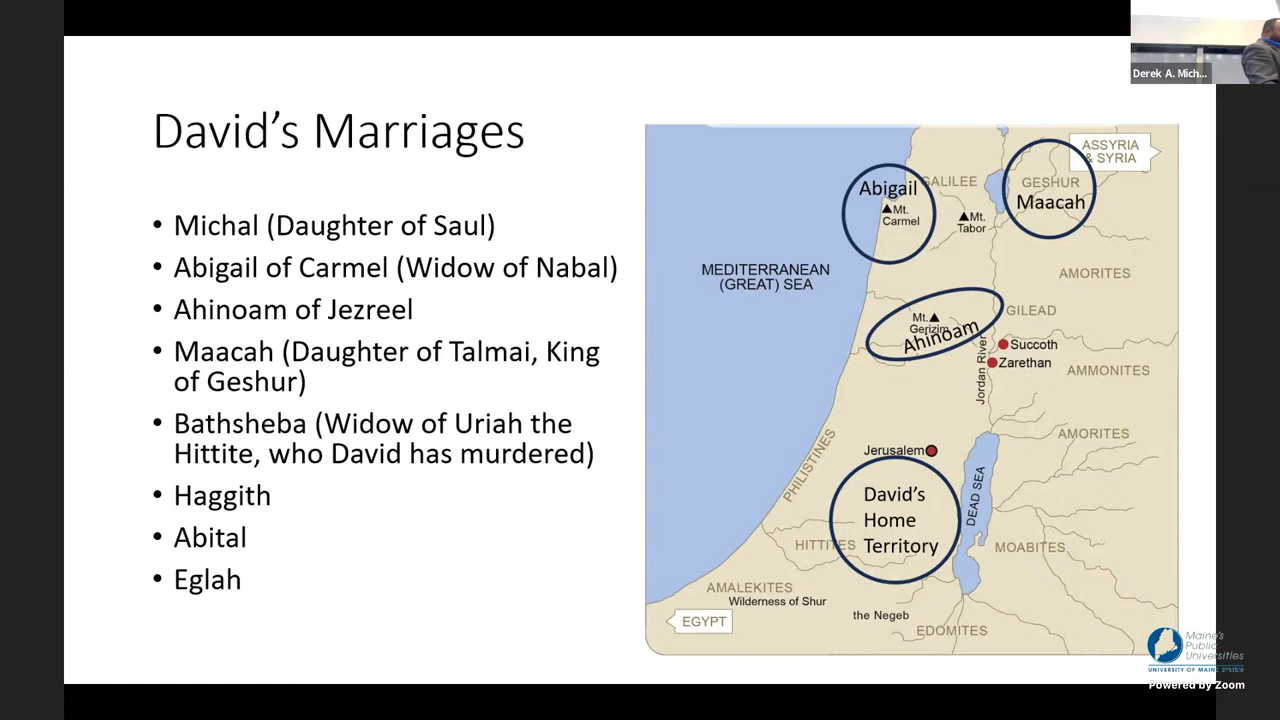 Derek A. Mich...
David's Marriages
• Michal (Daughter of Saul)
• Abigail of Carmel (Widow of Nabal)
• Ahinoam of Jezreel
• Maacah (Daughter of Talmai, King
of Geshur)
• Bathsheba (Widow of Uriah the
Hittite, who David has murdered)
• Haggith
• Abital
• Eglah
ASSYRIA
& SYRIA
Abigail
GALILEE
GESHUR
Maacah
Mt.
Carmel
Mt.
Tabor
MEDITERRANEAN
(GREAT) SEA
AMORITES
GILEAD
Mt.
Gerizim
Ahinoam
Succoth
Zarethan
Jordan River
AMMONITES
PHILISTINES
Jerusalem
AMORITES
DEAD SEA
David's
Home
Territory
HITTITES
MOABITES
AMALEKITES
Wilderness of Shur
the Negeb
EGYPT
EDOMITES
Maine's
Public
Universities
UNIVERSITY OF MAINE SYSTEM
Powered by Zoom